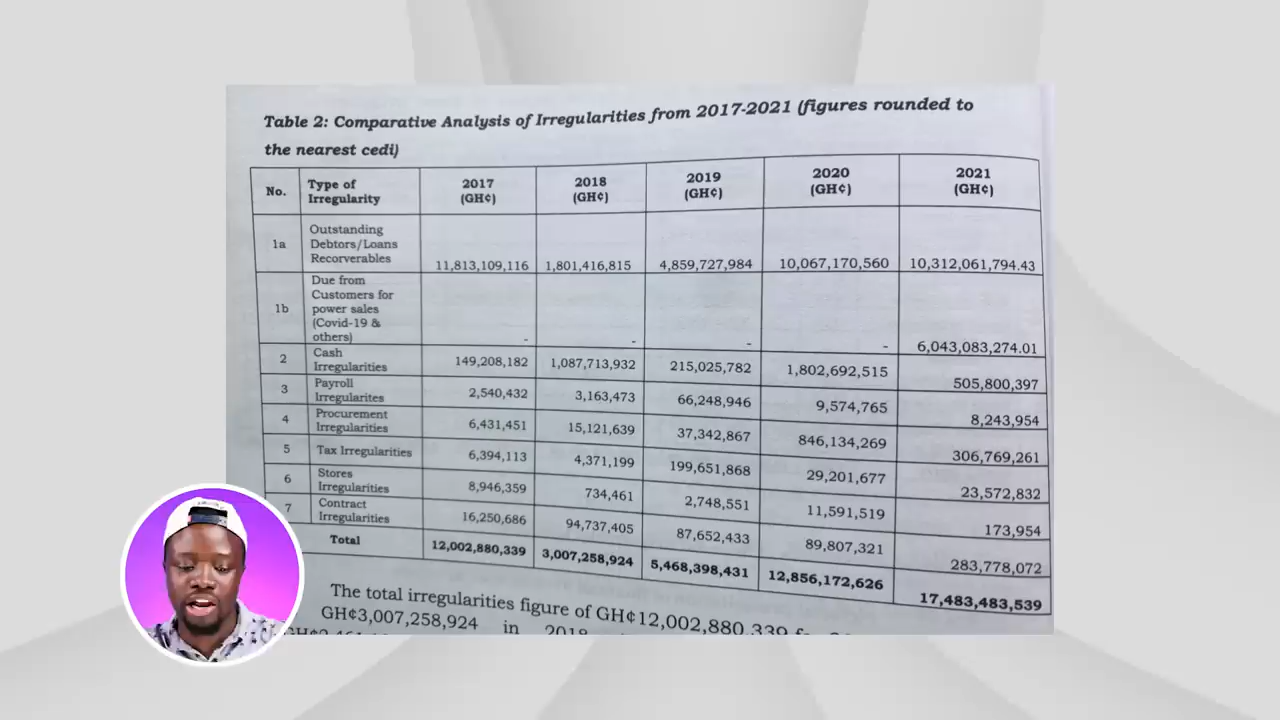 Table 2: Comparative Analysis of Irregularities from 2017-2021 (figures rounded to
the nearest cedi)
No. Type of Irregularity 2017 (GH¢) 2018 (GH¢) 2019 (GH¢) 2020 (GH¢) 2021 (GH¢)
1a Outstanding Debtors/Loans Recorverables 11,813,109,116 1,801,416,815 4,859,727,984 10,067,170,560 10,312,061,794.43
1b Due from Customers for power sales (Covid-19 & others) - - - - 6,043,083,274.01
2 Cash Irregularities 149,208,182 1,087,713,932 215,025,782 1,802,692,515 505,800,397
3 Payroll Irregularites 2,540,432 3,163,473 66,248,946 9,574,765 8,243,954
4 Procurement Irregularities 6,431,451 15,121,639 37,342,867 846,134,269 306,769,261
5 Tax Irregularities 6,394,113 4,371,199 199,651,868 29,201,677 23,572,832
6 Stores Irregularities 8,946,359 734,461 2,748,551 11,591,519 173,954
7 Contract Irregularities 16,250,686 94,737,405 87,652,433 89,807,321 283,778,072
Total 12,002,880,339 3,007,258,924 5,468,398,431 12,856,172,626 17,483,483,539
The total irregularities figure of GH¢12,002,880,339
GH¢3,007,258,924 in 2018